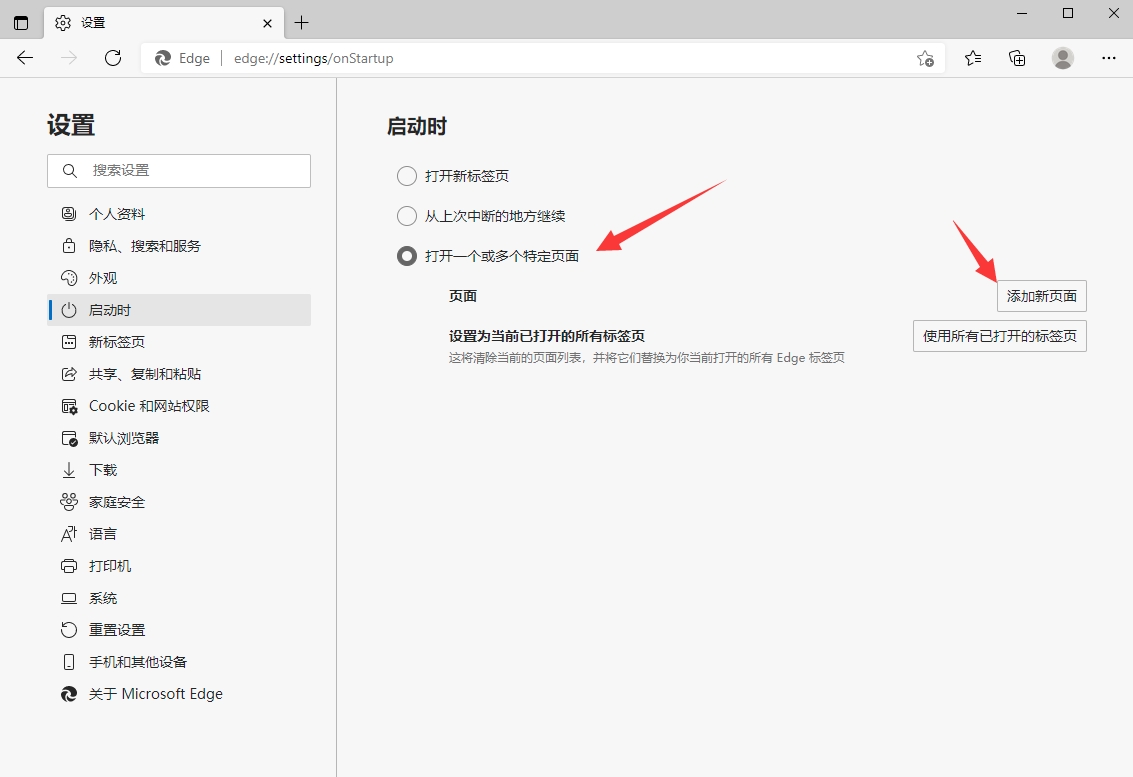 设置
Edge
edge://settings/onStartup
设置
搜索设置
个人资料
隐私、搜索和服务
外观
启动时
新标签页
共享、复制和粘贴
Cookie 和网站权限
默认浏览器
下载
家庭安全
语言
打印机
系统
重置设置
手机和其他设备
关于 Microsoft Edge
启动时
打开新标签页
从上次中断的地方继续
打开一个或多个特定页面
页面
添加新页面
设置为当前已打开的所有标签页
使用所有已打开的标签页
这将清除当前的页面列表，并将它们替换为你当前打开的所有 Edge 标签页